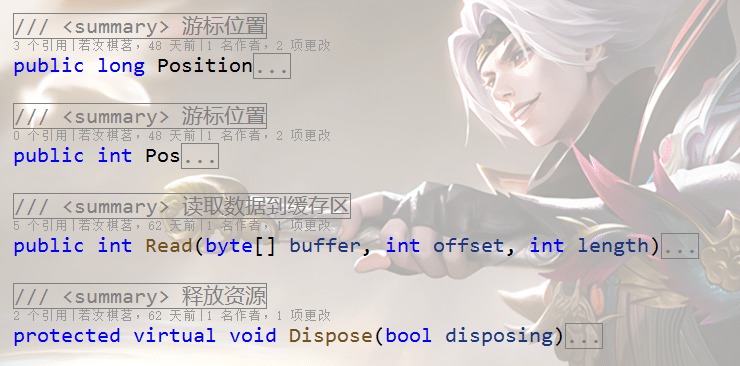 /// <summary> 游标位置
3 个引用|若汝棋茗，48 天前|1 名作者，2 项更改
public long Position...
/// <summary> 游标位置
0 个引用|若汝棋茗，48 天前|1 名作者，2 项更改
public int Pos...
/// <summary> 读取数据到缓存区
5 个引用|若汝棋茗，62 天前|1 名作者，1 项更改
public int Read(byte[] buffer, int offset, int length)...
/// <summary> 释放资源
2 个引用|若汝棋茗，62 天前|1 名作者，1 项更改
protected virtual void Dispose(bool disposing)...